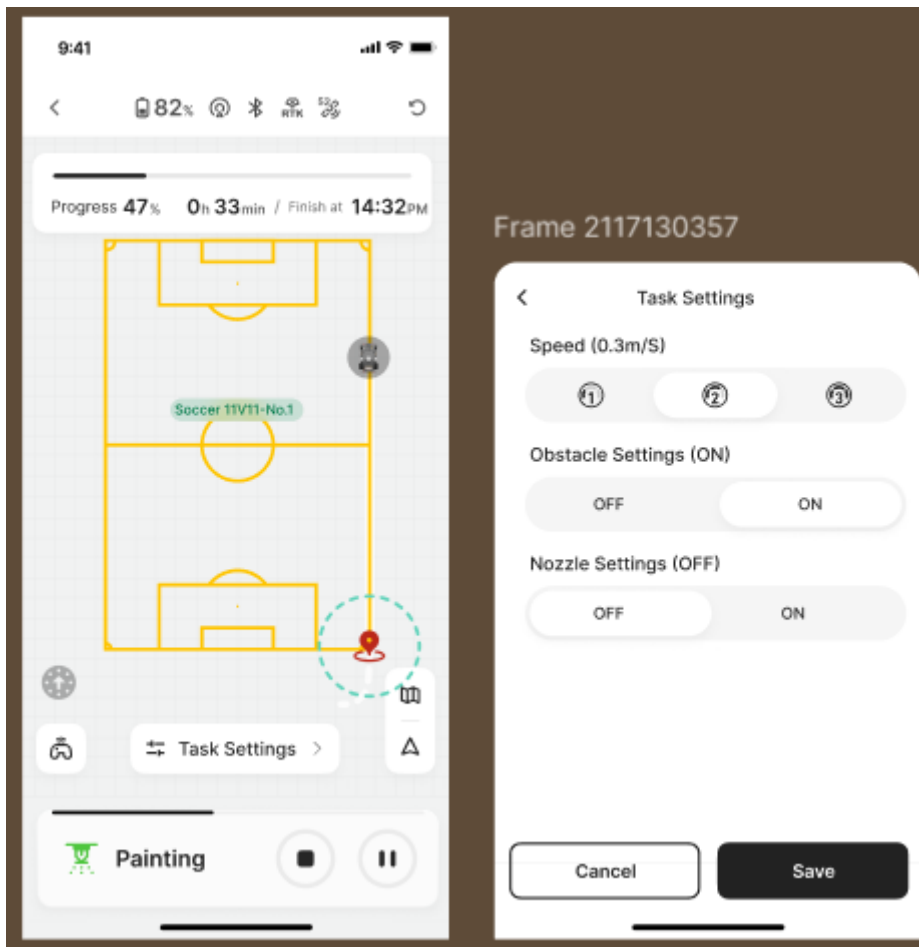 9:41
82%
RTK
52
Progress 47% 0h 33min / Finish at 14:32PM
Soccer 11V11-No.1
Task Settings
Painting
Frame 2117130357
Task Settings
Speed (0.3m/S)
1 2 3
Obstacle Settings (ON)
OFF ON
Nozzle Settings (OFF)
OFF ON
Cancel Save